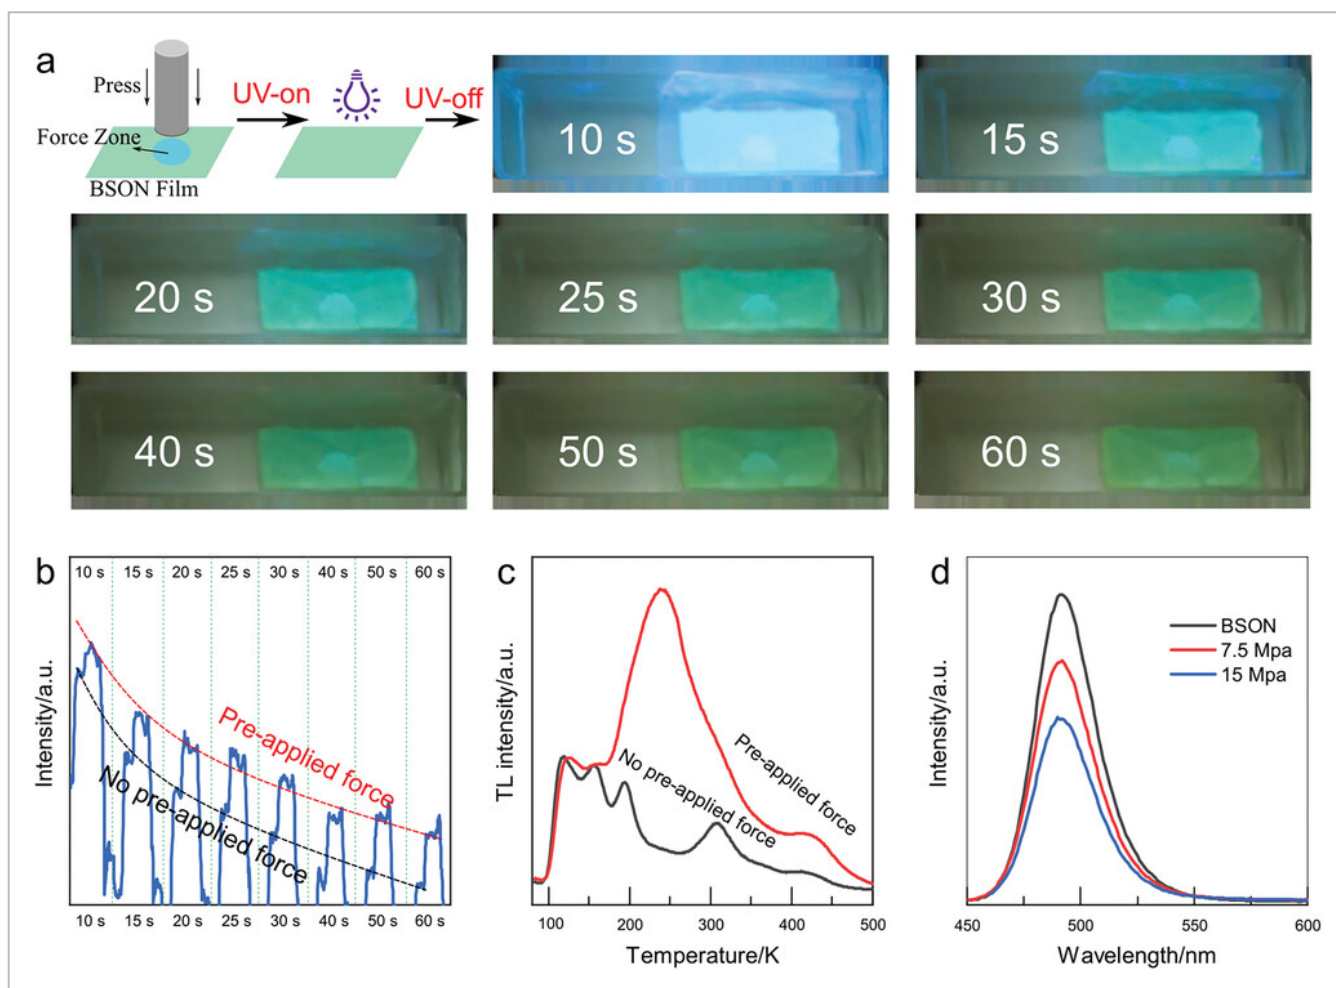 a
Press
Force Zone
BSON Film
UV-on
UV-off
10 s
15 s
20 s
25 s
30 s
40 s
50 s
60 s
b
10 s 15 s 20 s 25 s 30 s 40 s 50 s 60 s
Intensity/a.u.
Pre-applied force
No pre-applied force
10 s 15 s 20 s 25 s 30 s 40 s 50 s 60 s
c
TL intensity/a.u.
Pre-applied force
No pre-applied force
100 200 300 400 500
Temperature/K
d
Intensity/a.u.
BSON
7.5 Mpa
15 Mpa
450 500 550 600
Wavelength/nm